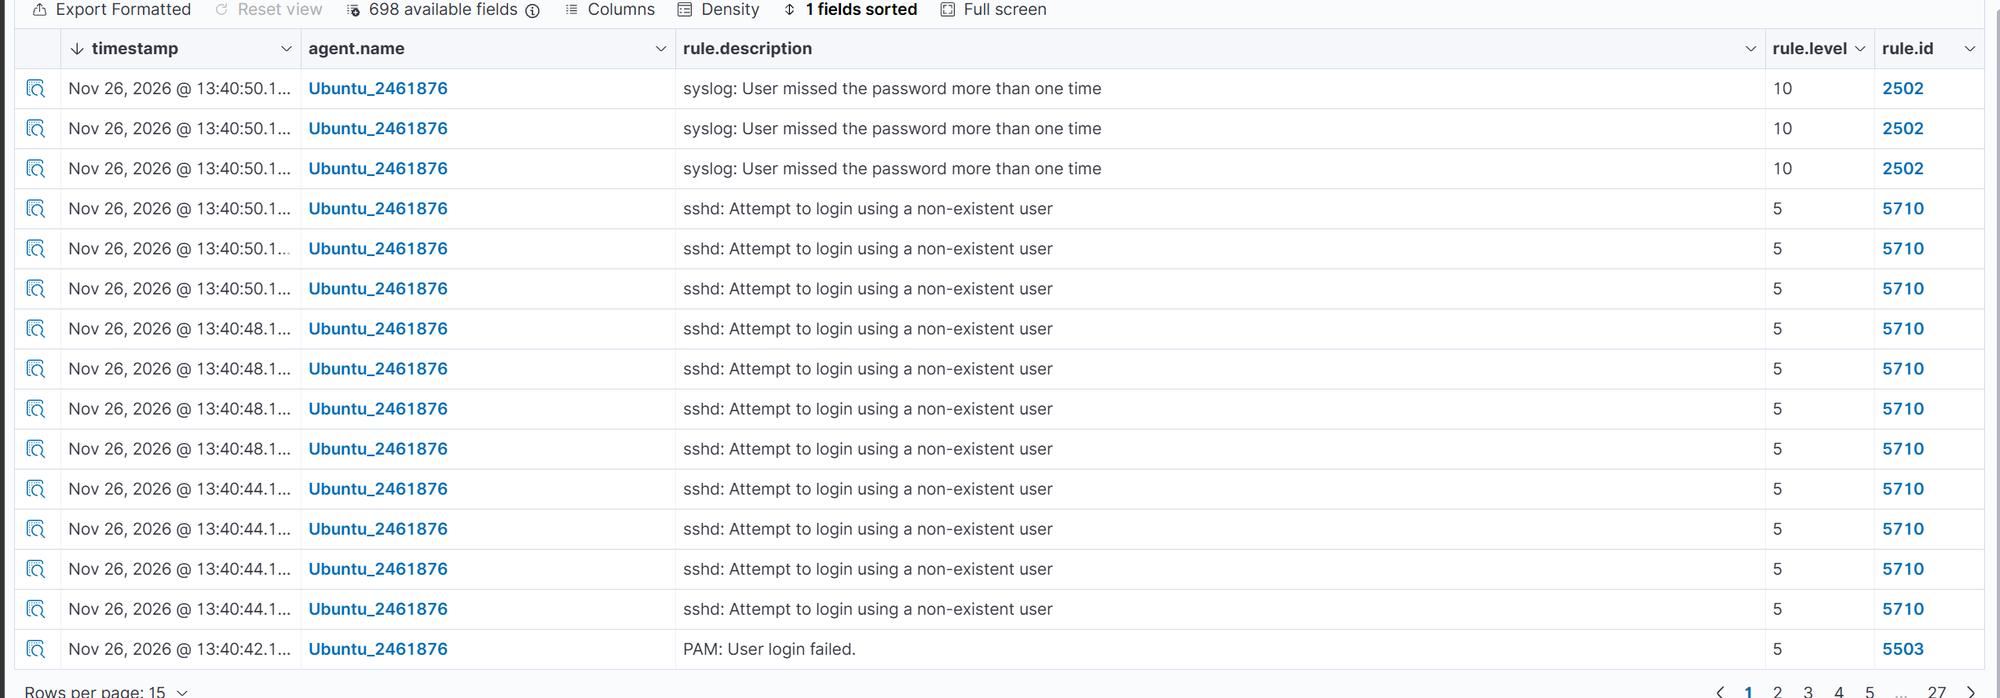 Export Formatted Reset view 698 available fields Columns Density 1 fields sorted Full screen
timestamp agent.name rule.description rule.level rule.id
Nov 26, 2026 @ 13:40:50.1... Ubuntu_2461876 syslog: User missed the password more than one time 10 2502
Nov 26, 2026 @ 13:40:50.1... Ubuntu_2461876 syslog: User missed the password more than one time 10 2502
Nov 26, 2026 @ 13:40:50.1... Ubuntu_2461876 syslog: User missed the password more than one time 10 2502
Nov 26, 2026 @ 13:40:50.1... Ubuntu_2461876 sshd: Attempt to login using a non-existent user 5 5710
Nov 26, 2026 @ 13:40:50.1... Ubuntu_2461876 sshd: Attempt to login using a non-existent user 5 5710
Nov 26, 2026 @ 13:40:50.1... Ubuntu_2461876 sshd: Attempt to login using a non-existent user 5 5710
Nov 26, 2026 @ 13:40:48.1... Ubuntu_2461876 sshd: Attempt to login using a non-existent user 5 5710
Nov 26, 2026 @ 13:40:48.1... Ubuntu_2461876 sshd: Attempt to login using a non-existent user 5 5710
Nov 26, 2026 @ 13:40:48.1... Ubuntu_2461876 sshd: Attempt to login using a non-existent user 5 5710
Nov 26, 2026 @ 13:40:48.1... Ubuntu_2461876 sshd: Attempt to login using a non-existent user 5 5710
Nov 26, 2026 @ 13:40:44.1... Ubuntu_2461876 sshd: Attempt to login using a non-existent user 5 5710
Nov 26, 2026 @ 13:40:44.1... Ubuntu_2461876 sshd: Attempt to login using a non-existent user 5 5710
Nov 26, 2026 @ 13:40:44.1... Ubuntu_2461876 sshd: Attempt to login using a non-existent user 5 5710
Nov 26, 2026 @ 13:40:44.1... Ubuntu_2461876 sshd: Attempt to login using a non-existent user 5 5710
Nov 26, 2026 @ 13:40:42.1... Ubuntu_2461876 PAM: User login failed. 5 5503
Rows per page: 15 1 2 3 4 5 ... 27